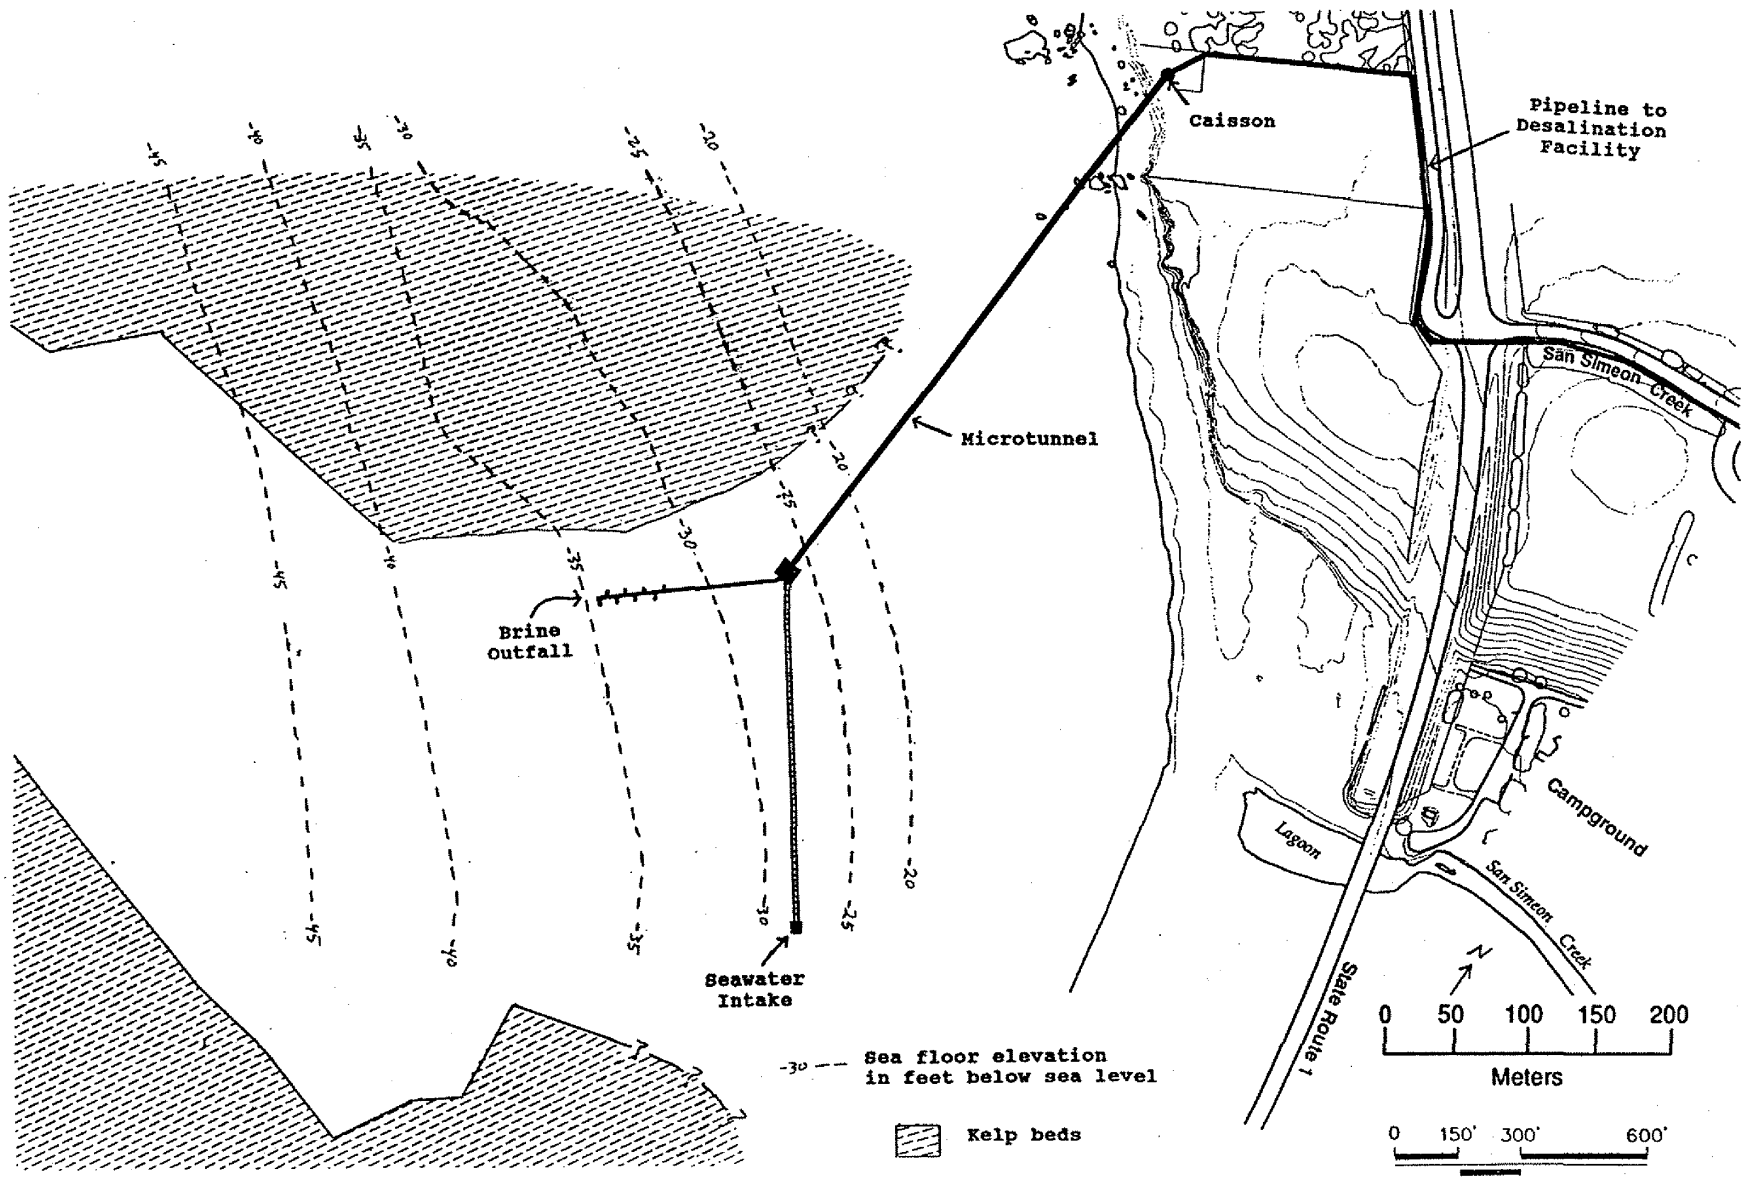 -45
-40
-35
-30
-25
-20
Caisson
Pipeline to
Desalination
Facility
San Simeon Creek
Microtunnel
-20
-25
-30
-35
-40
-45
Brine
Outfall
Campground
Lagoon
San Simeon
Creek
-20
-25
-30
-35
-40
-45
Seawater
Intake
N
State Route 1
0 50 100 150 200
Meters
-30
Sea floor elevation
in feet below sea level
Kelp beds
0 150' 300' 600'